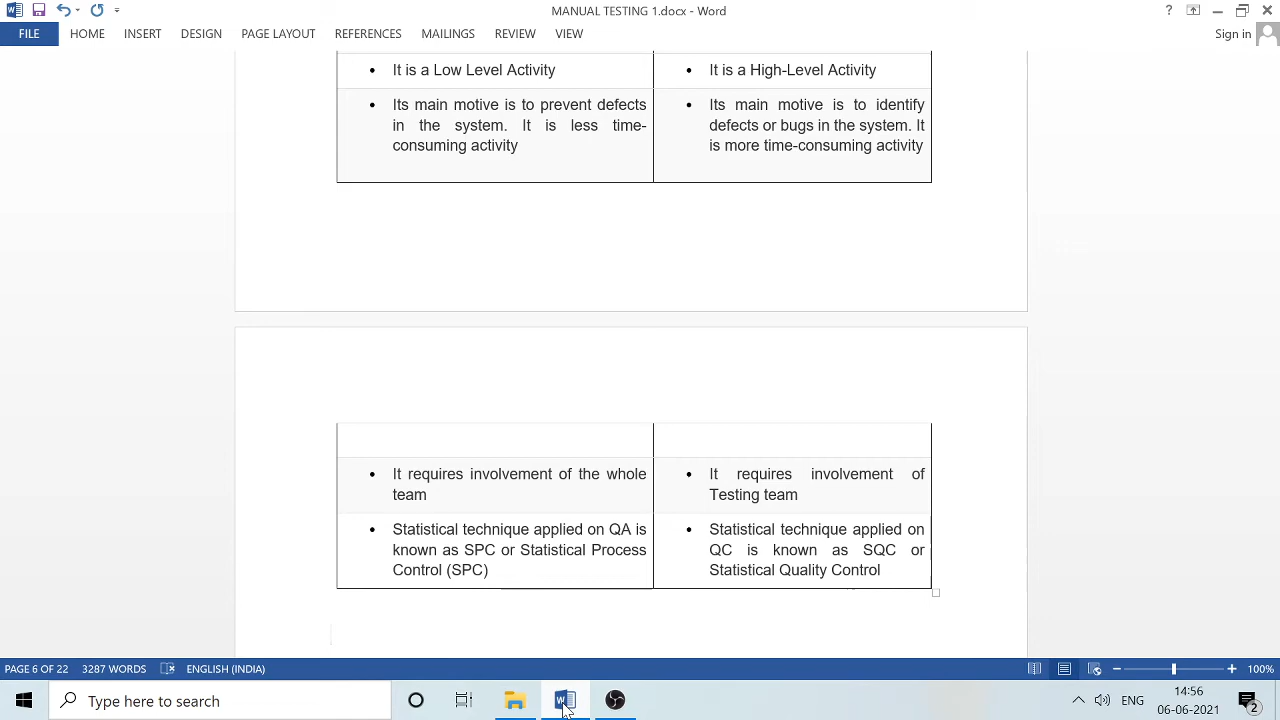 MANUAL TESTING 1.docx - Word
?
FILE HOME INSERT DESIGN PAGE LAYOUT REFERENCES MAILINGS REVIEW VIEW Sign in
• It is a Low Level Activity
• It is a High-Level Activity
• Its main motive is to prevent defects
in the system. It is less time-
consuming activity
• Its main motive is to identify
defects or bugs in the system. It
is more time-consuming activity
• It requires involvement of the whole
team
• It requires involvement of
Testing team
• Statistical technique applied on QA is
known as SPC or Statistical Process
Control (SPC)
• Statistical technique applied on
QC is known as SQC or
Statistical Quality Control
PAGE 6 OF 22 3287 WORDS ENGLISH (INDIA) 100%
Type here to search
ENG
14:56
06-06-2021
2